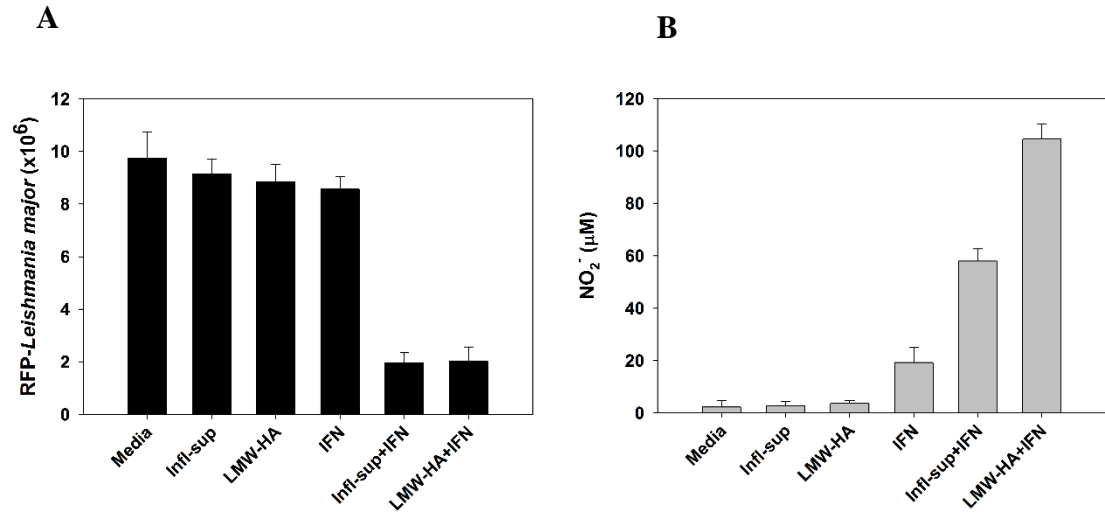 A
B
RFP-Leishmania major (x10⁶)
12
10
8
6
4
2
0
Media
Infl-sup
LMW-HA
IFN
Infl-sup+IFN
LMW-HA+IFN
NO₂⁻ (µM)
120
100
80
60
40
20
0
Media
Infl-sup
LMW-HA
IFN
Infl-sup+IFN
LMW-HA+IFN